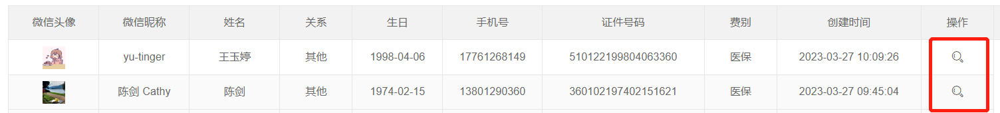 微信头像 微信昵称 姓名 关系 生日 手机号 证件号码 费别 创建时间 操作
yu-tinger 王玉婷 其他 1998-04-06 17761268149 510122199804063360 医保 2023-03-27 10:09:26
陈剑 Cathy 陈剑 其他 1974-02-15 13801290360 360102197402151621 医保 2023-03-27 09:45:04